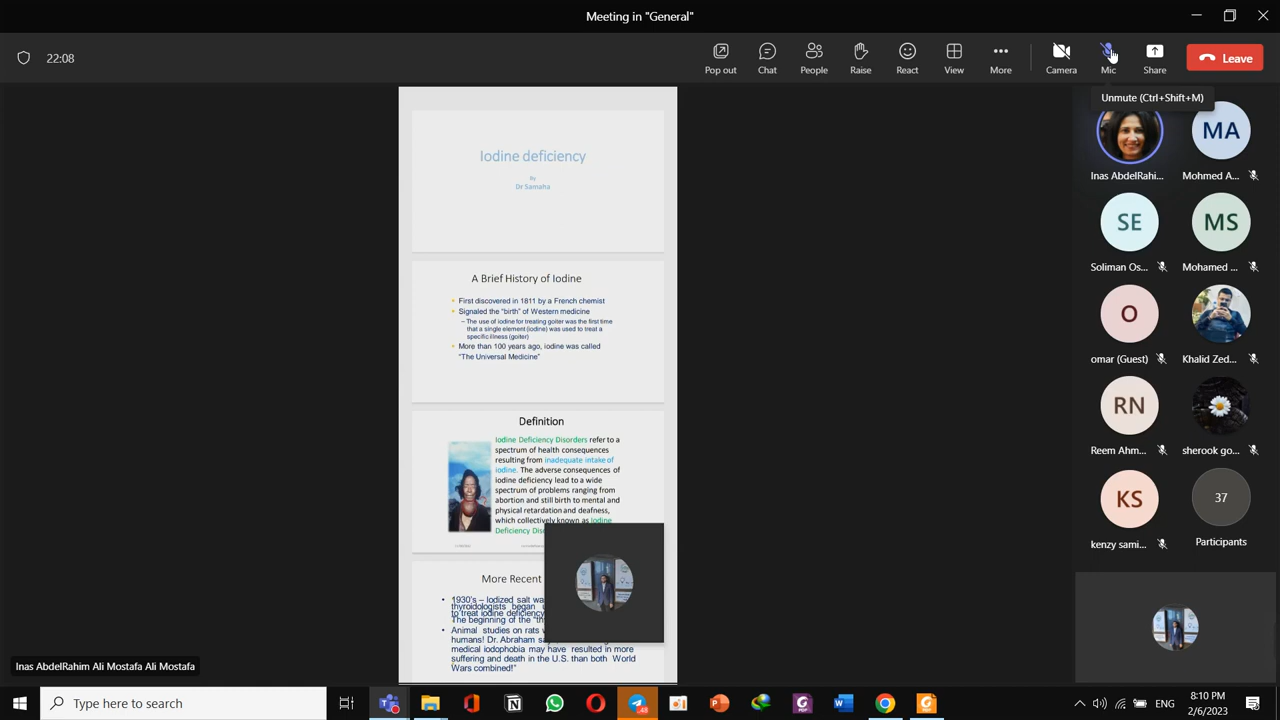 Meeting in "General"
22:08
Pop out
Chat
People
Raise
React
View
More
Camera
Mic
Share
Leave
Unmute (Ctrl+Shift+M)
Iodine deficiency
By
Dr Samaha
A Brief History of Iodine
• First discovered in 1811 by a French chemist
• Signaled the "birth" of Western medicine
– The use of iodine for treating goiter was the first time
that a single element (iodine) was used to treat a
specific illness (goiter)
• More than 100 years ago, iodine was called
"The Universal Medicine"
Definition
Iodine Deficiency Disorders refer to a
spectrum of health consequences
resulting from inadequate intake of
iodine. The adverse consequences of
iodine deficiency lead to a wide
spectrum of problems ranging from
abortion and still birth to mental and
physical retardation and deafness,
which collectively known as Iodine
Deficiency
More Recent
• 1930's – Iodized salt
thyroidologists began
to treat iodine deficiency
The beginning of the
• Animal studies on rats
humans! Dr. Abraham
medical iodophobia may have resulted in more
suffering and death in the U.S. than both World
Wars combined!"
Inas AbdelRahi...
MA
Mohmed A...
SE
Soliman Os...
MS
Mohamed ...
O
omar (Guest)
Khalid Zed...
RN
Reem Ahm...
sherook go...
KS
kenzy sami...
37
Participants
Inas AbdelRahim Ali Mostafa Ali Mostafa
Type here to search
8:10 PM
2/6/2023